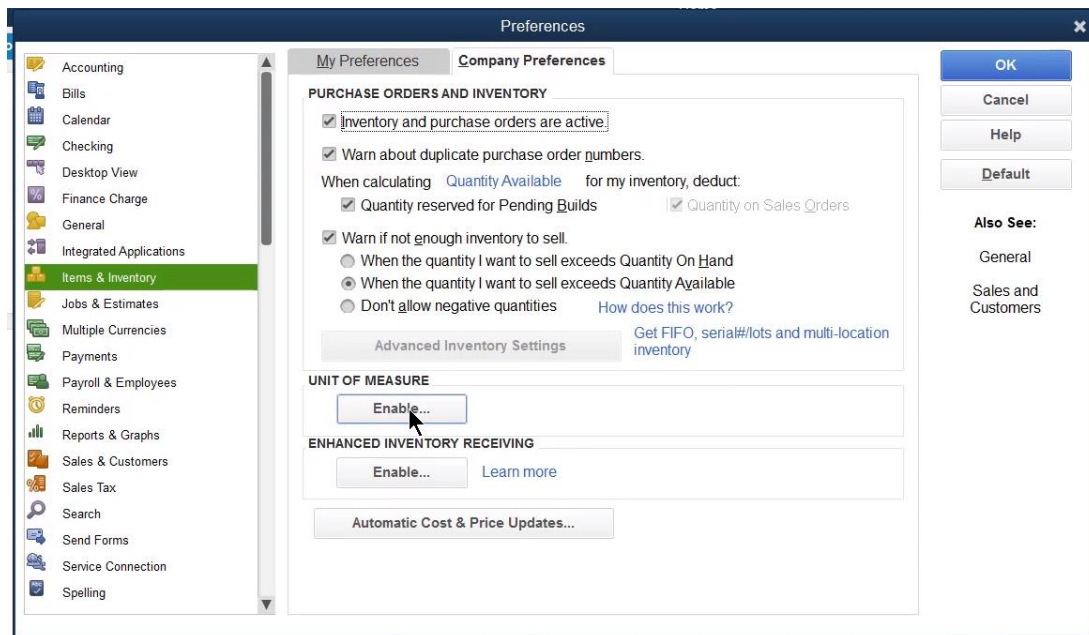 Preferences
Accounting
Bills
Calendar
Checking
Desktop View
Finance Charge
General
Integrated Applications
Items & Inventory
Jobs & Estimates
Multiple Currencies
Payments
Payroll & Employees
Reminders
Reports & Graphs
Sales & Customers
Sales Tax
Search
Send Forms
Service Connection
Spelling
My Preferences
Company Preferences
PURCHASE ORDERS AND INVENTORY
Inventory and purchase orders are active.
Warn about duplicate purchase order numbers.
When calculating Quantity Available for my inventory, deduct:
Quantity reserved for Pending Builds
Quantity on Sales Orders
Warn if not enough inventory to sell.
When the quantity I want to sell exceeds Quantity On Hand
When the quantity I want to sell exceeds Quantity Available
Don't allow negative quantities
How does this work?
Advanced Inventory Settings
Get FIFO, serial#/lots and multi-location
inventory
UNIT OF MEASURE
Enable...
ENHANCED INVENTORY RECEIVING
Enable...
Learn more
Automatic Cost & Price Updates...
OK
Cancel
Help
Default
Also See:
General
Sales and
Customers